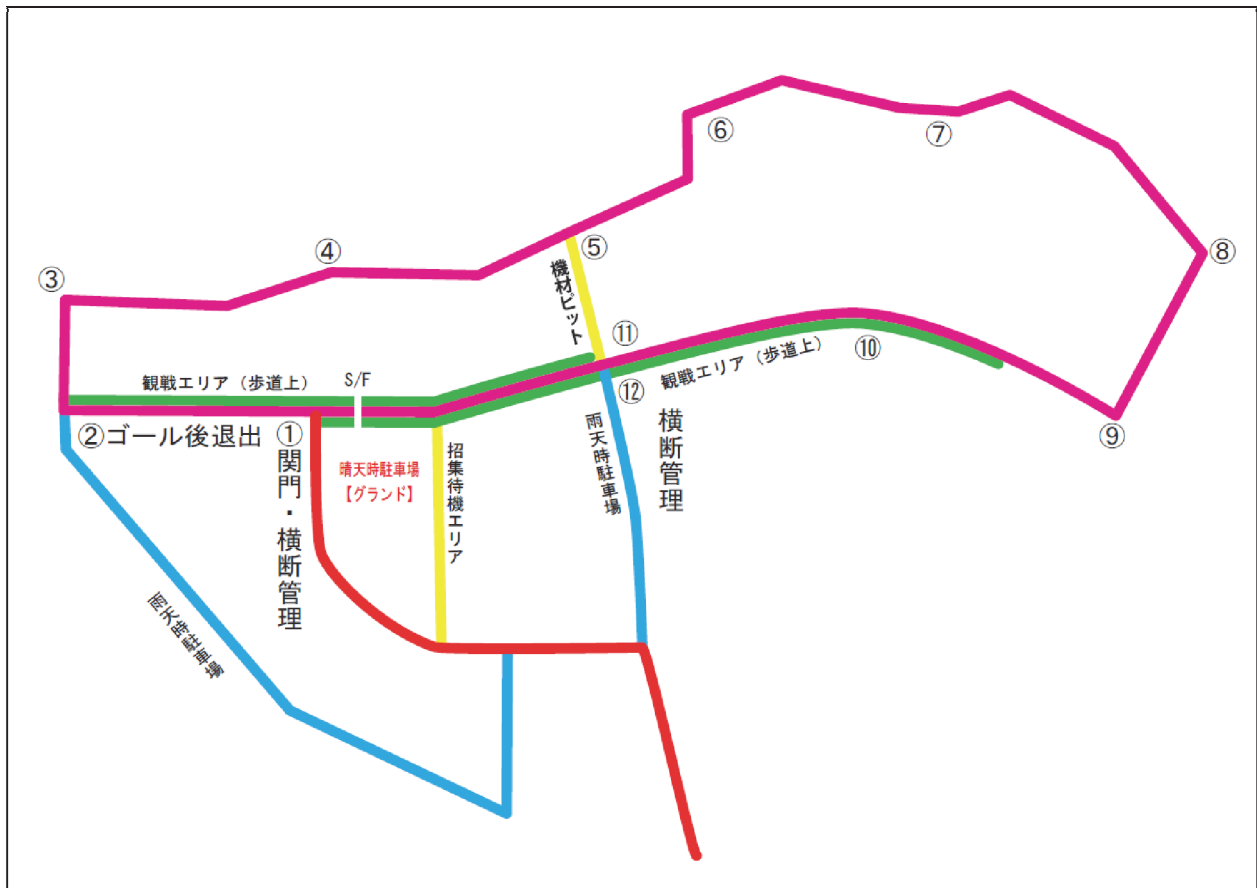 ⑥
⑦
⑤
④
⑧
③
機材ピット
⑪
⑩
観戦エリア（歩道上）
S/F
観戦エリア（歩道上）
⑫
⑨
②ゴール後退出
①
関門・横断管理
晴天時駐車場
【グランド】
招集待機エリア
雨天時駐車場
横断管理
雨天時駐車場